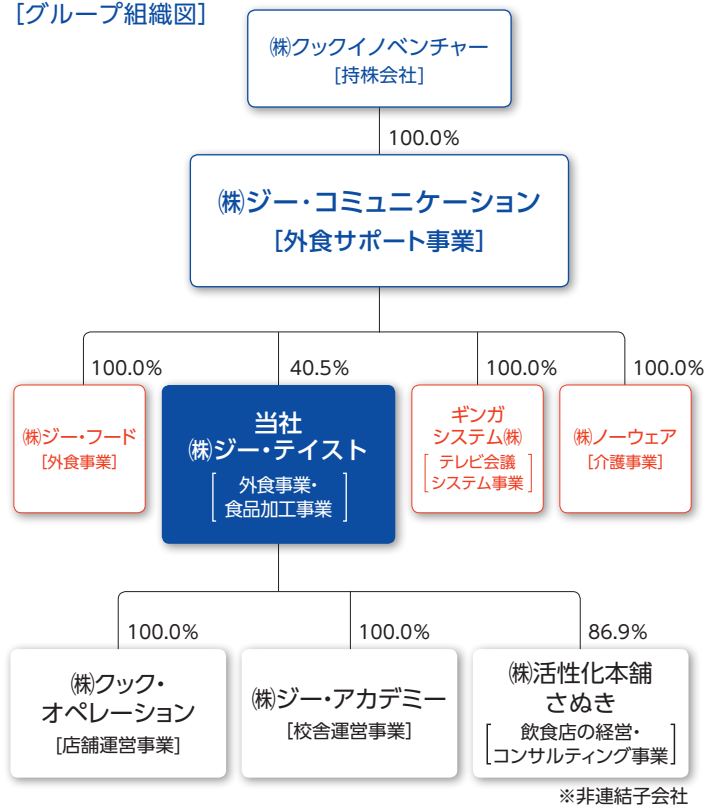 [グループ組織図]
㈱クックイノベンチャー
[持株会社]
100.0%
㈱ジー・コミュニケーション
[外食サポート事業]
100.0%
40.5%
100.0%
100.0%
㈱ジー・フード
[外食事業]
当社
㈱ジー・テイスト
[外食事業・
食品加工事業]
ギンガ
システム㈱
[テレビ会議
システム事業]
㈱ノーウェア
[介護事業]
100.0%
100.0%
86.9%
㈱クック・
オペレーション
[店舗運営事業]
㈱ジー・アカデミー
[校舎運営事業]
㈱活性化本舗
さぬき
[飲食店の経営・
コンサルティング事業]
※非連結子会社